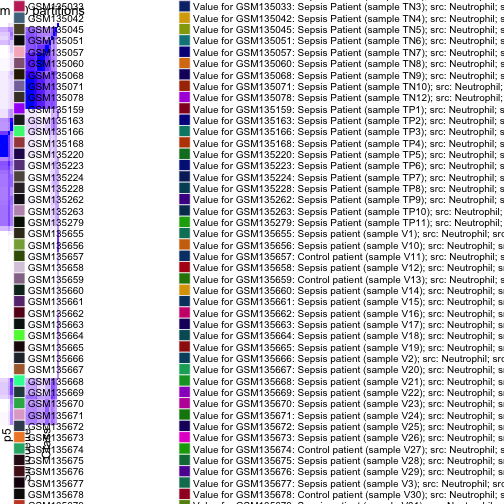 m
partitions
GSM135033 Value for GSM135033: Sepsis Patient (sample TN3); src: Neutrophil; s
GSM135042 Value for GSM135042: Sepsis Patient (sample TN4); src: Neutrophil; s
GSM135045 Value for GSM135045: Sepsis Patient (sample TN5); src: Neutrophil; s
GSM135051 Value for GSM135051: Sepsis Patient (sample TN6); src: Neutrophil; s
GSM135057 Value for GSM135057: Sepsis Patient (sample TN7); src: Neutrophil; s
GSM135060 Value for GSM135060: Sepsis Patient (sample TN8); src: Neutrophil; s
GSM135068 Value for GSM135068: Sepsis Patient (sample TN9); src: Neutrophil; s
GSM135071 Value for GSM135071: Sepsis Patient (sample TN10); src: Neutrophil;
GSM135078 Value for GSM135078: Sepsis Patient (sample TN12); src: Neutrophil;
GSM135159 Value for GSM135159: Sepsis Patient (sample TP1); src: Neutrophil; s
GSM135163 Value for GSM135163: Sepsis Patient (sample TP2); src: Neutrophil; s
GSM135166 Value for GSM135166: Sepsis Patient (sample TP3); src: Neutrophil; s
GSM135168 Value for GSM135168: Sepsis Patient (sample TP4); src: Neutrophil; s
GSM135220 Value for GSM135220: Sepsis Patient (sample TP5); src: Neutrophil; s
GSM135223 Value for GSM135223: Sepsis Patient (sample TP6); src: Neutrophil; s
GSM135224 Value for GSM135224: Sepsis Patient (sample TP7); src: Neutrophil; s
GSM135228 Value for GSM135228: Sepsis Patient (sample TP8); src: Neutrophil; s
GSM135262 Value for GSM135262: Sepsis Patient (sample TP9); src: Neutrophil; s
GSM135263 Value for GSM135263: Sepsis Patient (sample TP10); src: Neutrophil;
GSM135279 Value for GSM135279: Sepsis Patient (sample TP11); src: Neutrophil;
GSM135655 Value for GSM135655: Sepsis patient (sample V1); src: Neutrophil; src
GSM135656 Value for GSM135656: Sepsis patient (sample V10); src: Neutrophil; s
GSM135657 Value for GSM135657: Control patient (sample V11); src: Neutrophil; s
GSM135658 Value for GSM135658: Sepsis patient (sample V12); src: Neutrophil; s
GSM135659 Value for GSM135659: Control patient (sample V13); src: Neutrophil; s
GSM135660 Value for GSM135660: Sepsis patient (sample V14); src: Neutrophil; s
GSM135661 Value for GSM135661: Sepsis patient (sample V15); src: Neutrophil; s
GSM135662 Value for GSM135662: Sepsis patient (sample V16); src: Neutrophil; s
GSM135663 Value for GSM135663: Sepsis patient (sample V17); src: Neutrophil; s
GSM135664 Value for GSM135664: Sepsis patient (sample V18); src: Neutrophil; s
GSM135665 Value for GSM135665: Sepsis patient (sample V19); src: Neutrophil; s
GSM135666 Value for GSM135666: Sepsis patient (sample V2); src: Neutrophil; src
GSM135667 Value for GSM135667: Sepsis patient (sample V20); src: Neutrophil; s
GSM135668 Value for GSM135668: Sepsis patient (sample V21); src: Neutrophil; s
GSM135669 Value for GSM135669: Sepsis patient (sample V22); src: Neutrophil; s
GSM135670 Value for GSM135670: Sepsis patient (sample V23); src: Neutrophil; s
GSM135671 Value for GSM135671: Sepsis patient (sample V24); src: Neutrophil; s
GSM135672 Value for GSM135672: Sepsis patient (sample V25); src: Neutrophil; s
GSM135673 Value for GSM135673: Sepsis patient (sample V26); src: Neutrophil; s
GSM135674 Value for GSM135674: Control patient (sample V27); src: Neutrophil; s
GSM135675 Value for GSM135675: Sepsis patient (sample V28); src: Neutrophil; s
GSM135676 Value for GSM135676: Sepsis patient (sample V29); src: Neutrophil; s
GSM135677 Value for GSM135677: Sepsis patient (sample V3); src: Neutrophil; src
GSM135678 Value for GSM135678: Control patient (sample V30); src: Neutrophil; s
p5